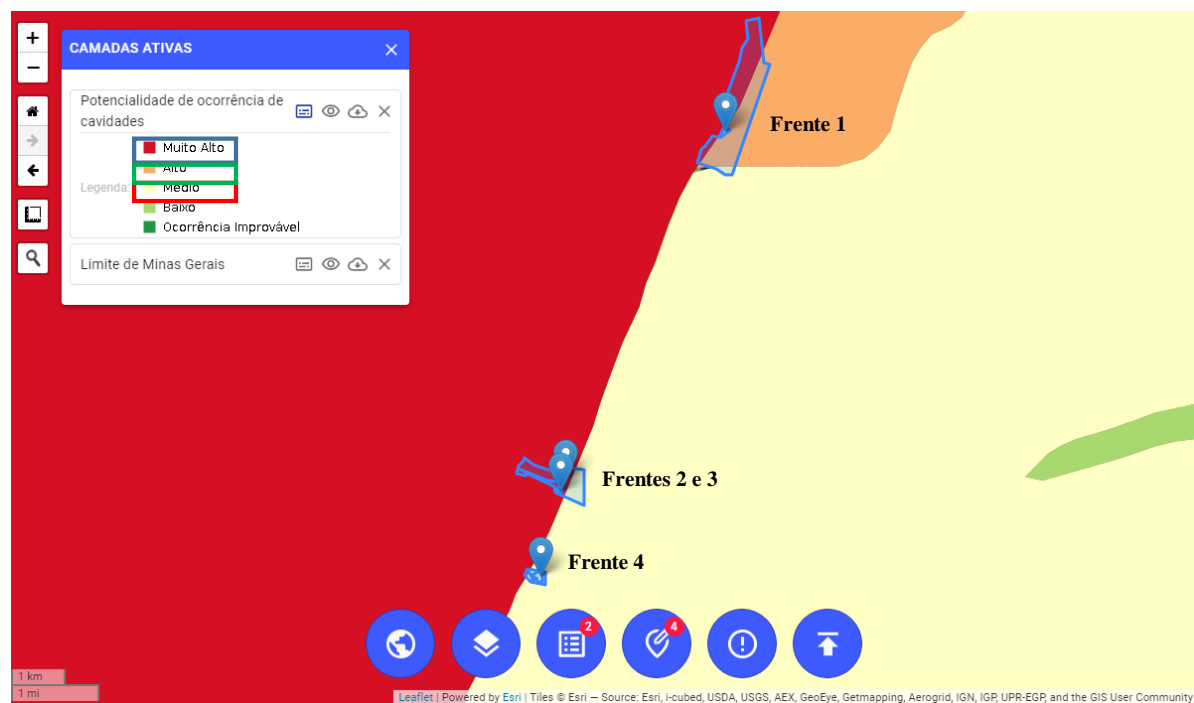 +
CAMADAS ATIVAS
−
Potencialidade de ocorrência de
cavidades
Muito Alto
Alto
Legenda:
Médio
Baixo
Ocorrência Improvável
Limite de Minas Gerais
Frente 1
Frentes 2 e 3
Frente 4
2
4
1 km
1 mi
Leaflet | Powered by Esri | Tiles © Esri — Source: Esri, i-cubed, USDA, USGS, AEX, GeoEye, Getmapping, Aerogrid, IGN, IGP, UPR-EGP, and the GIS User Community